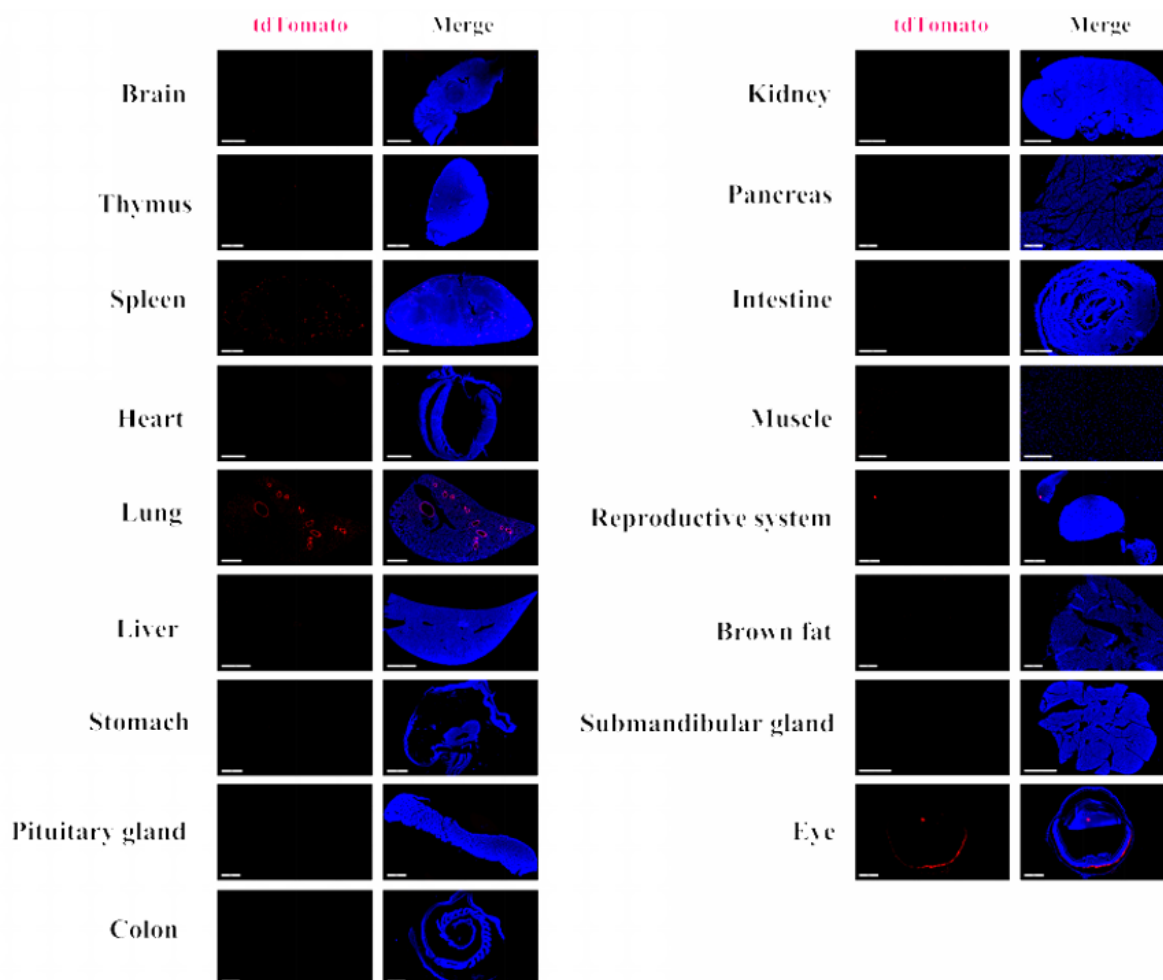 tdTomato Merge tdTomato Merge
Brain Kidney
Thymus Pancreas
Spleen Intestine
Heart Muscle
Lung Reproductive system
Liver Brown fat
Stomach Submandibular gland
Pituitary gland Eye
Colon